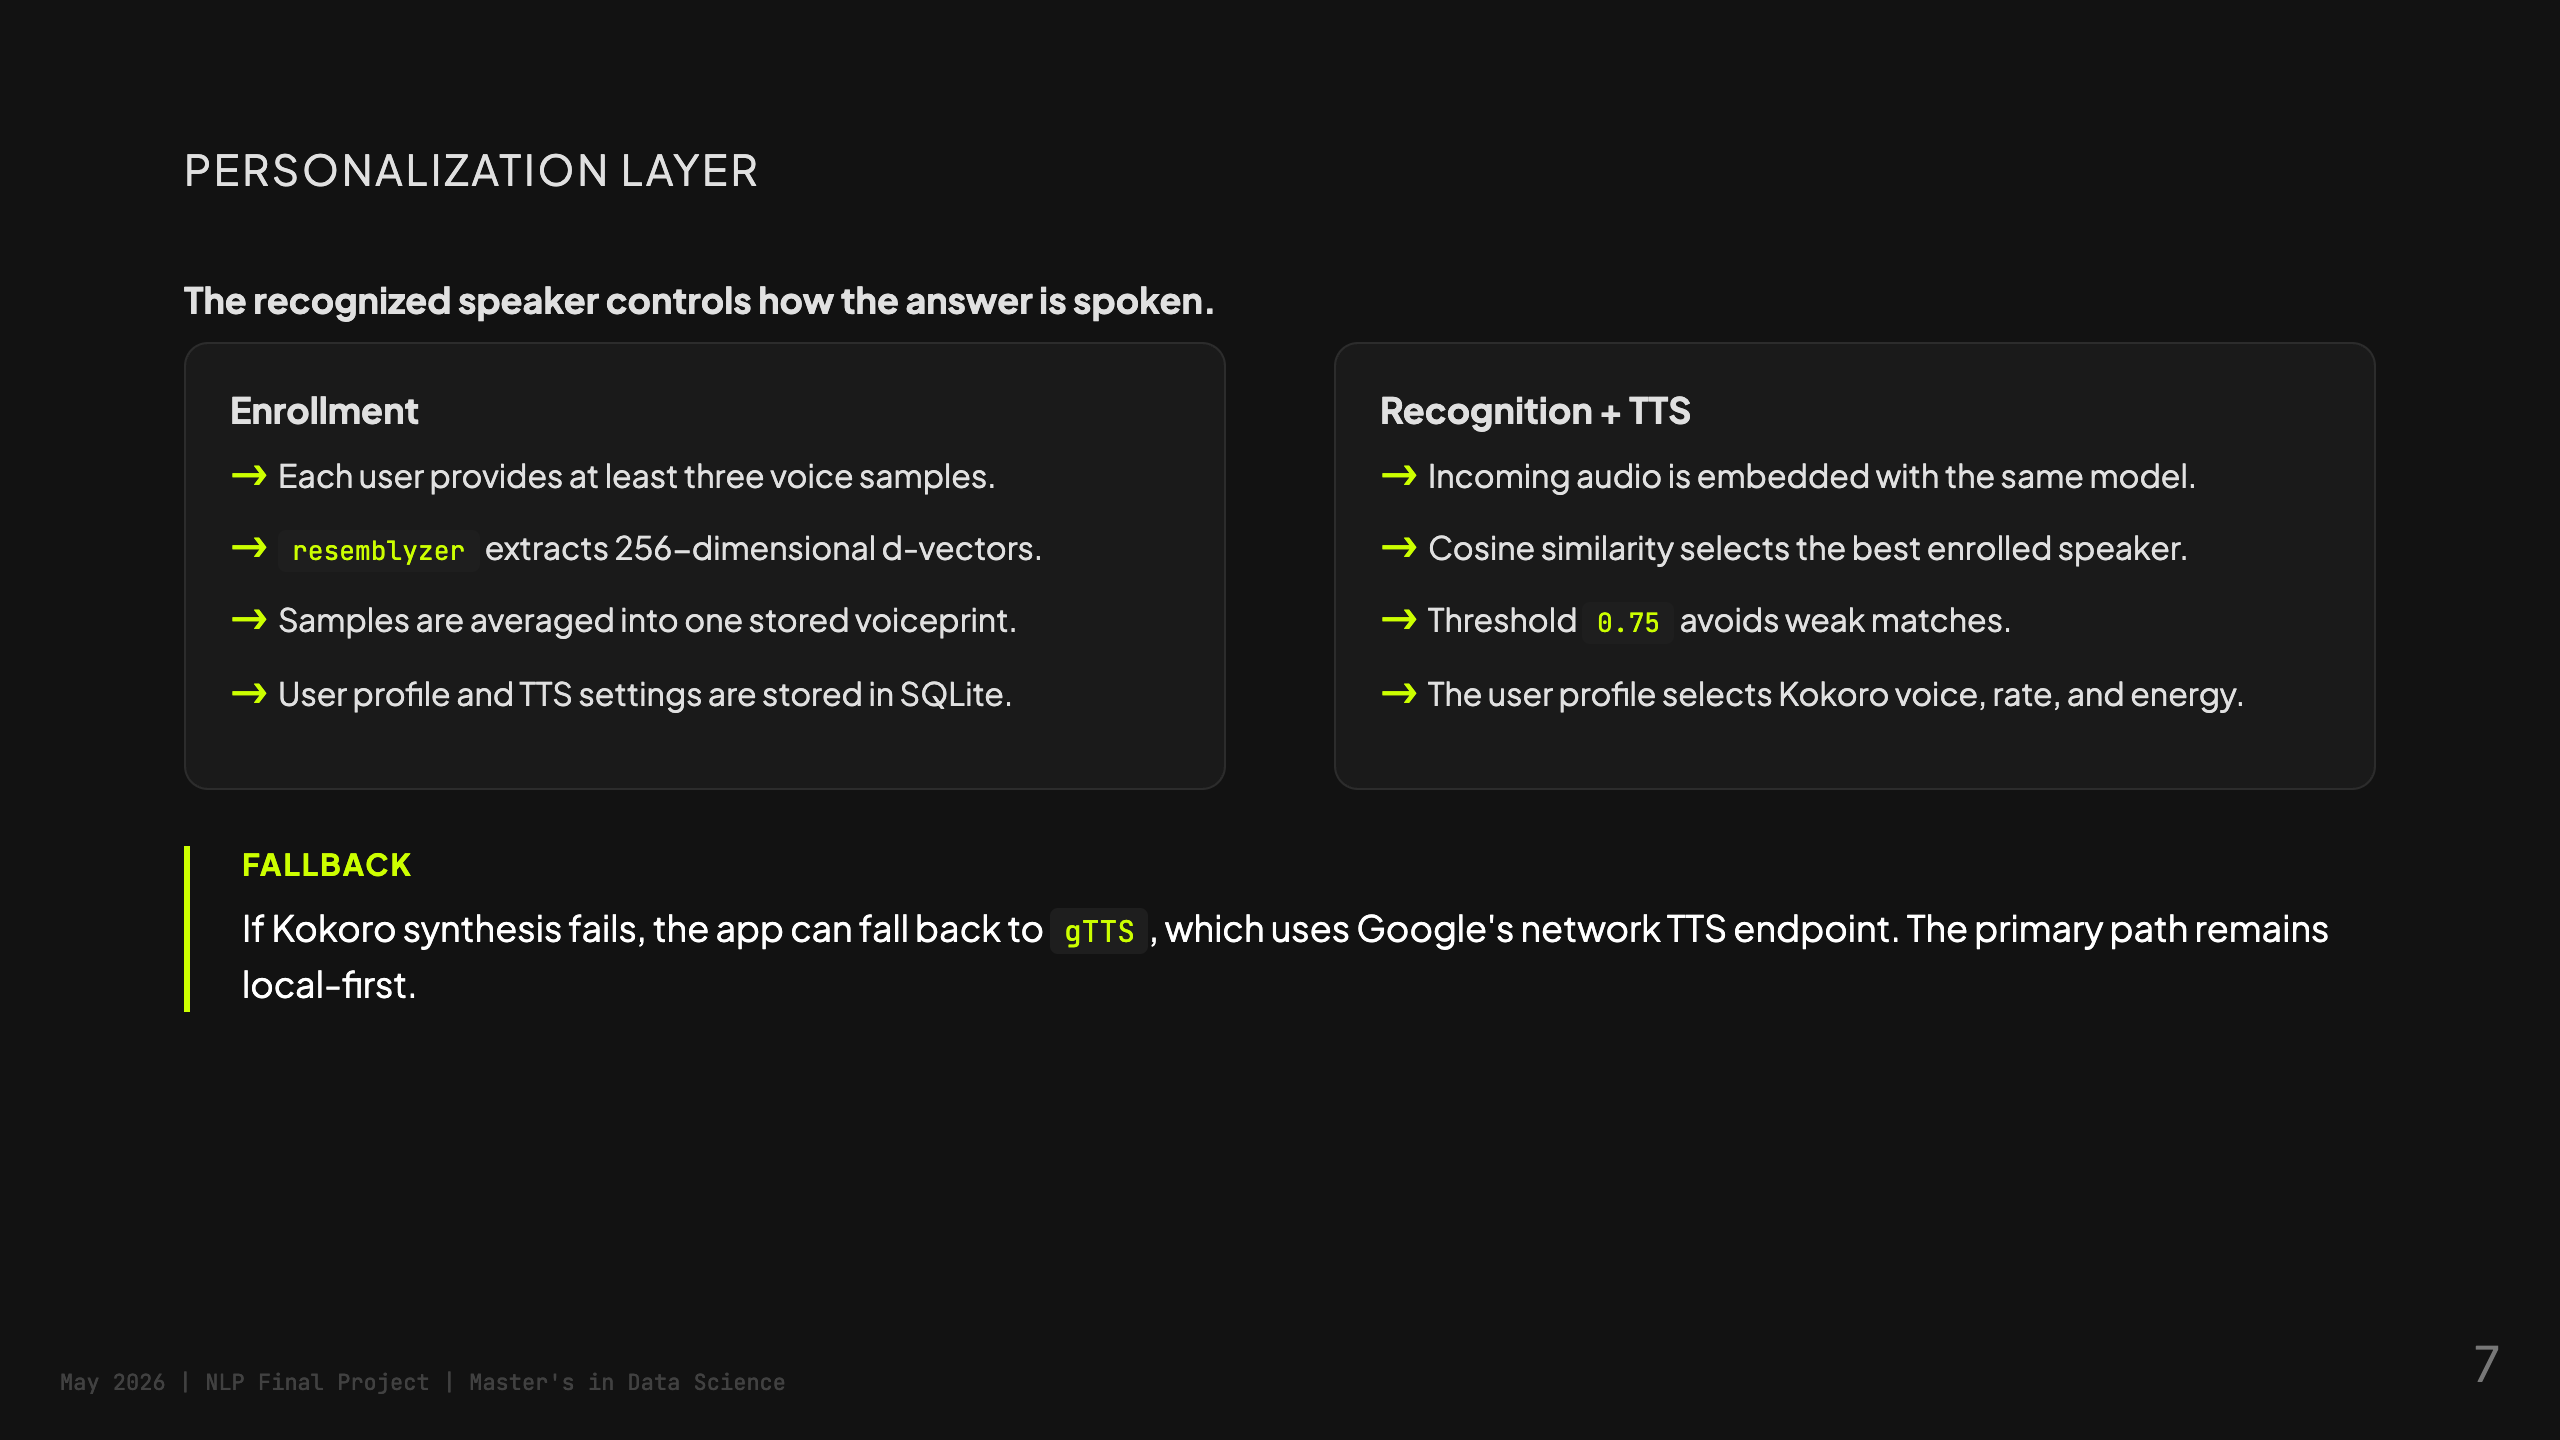 PERSONALIZATION LAYER
The recognized speaker controls how the answer is spoken.
Enrollment
→ Each user provides at least three voice samples.
→ resemblyzer extracts 256-dimensional d-vectors.
→ Samples are averaged into one stored voiceprint.
→ User profile and TTS settings are stored in SQLite.
Recognition + TTS
→ Incoming audio is embedded with the same model.
→ Cosine similarity selects the best enrolled speaker.
→ Threshold 0.75 avoids weak matches.
→ The user profile selects Kokoro voice, rate, and energy.
FALLBACK
If Kokoro synthesis fails, the app can fall back to gTTS, which uses Google's network TTS endpoint. The primary path remains
local-first.
May 2026 | NLP Final Project | Master's in Data Science
7